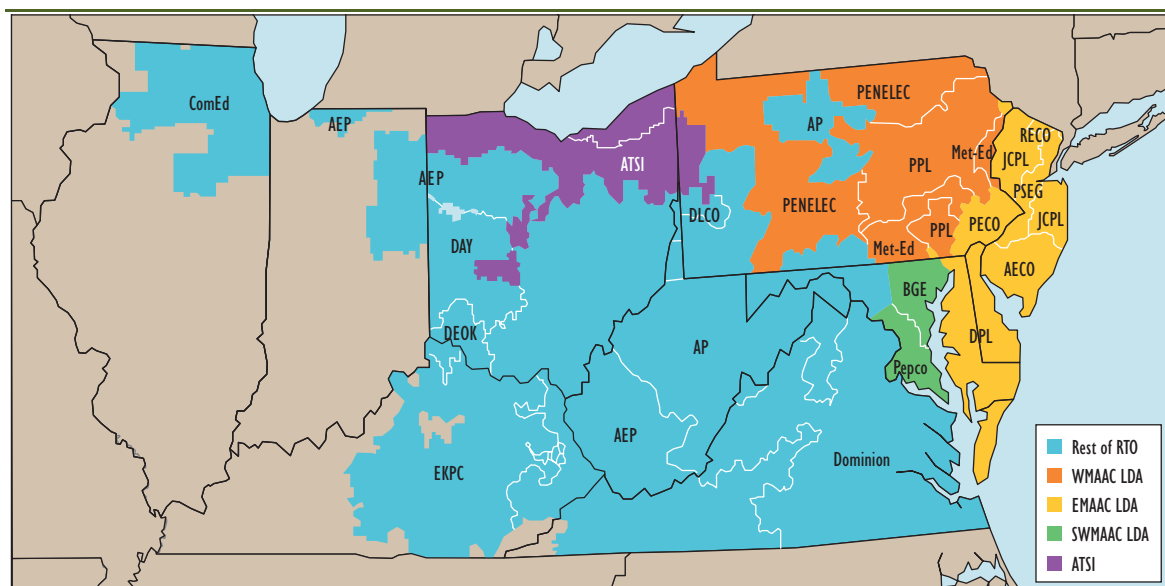 ComEd
AEP
AEP
ATSI
PENELEC
AP
Met-Ed
PPL
RECO
JCPL
PSEG
JCPL
PENELEC
DLCO
PPL
PECO
Met-Ed
AECO
DAY
BGE
DEOK
AP
DPL
Pepco
AEP
Dominion
EKPC
Rest of RTO
WMAAC LDA
EMAAC LDA
SWMAAC LDA
ATSI